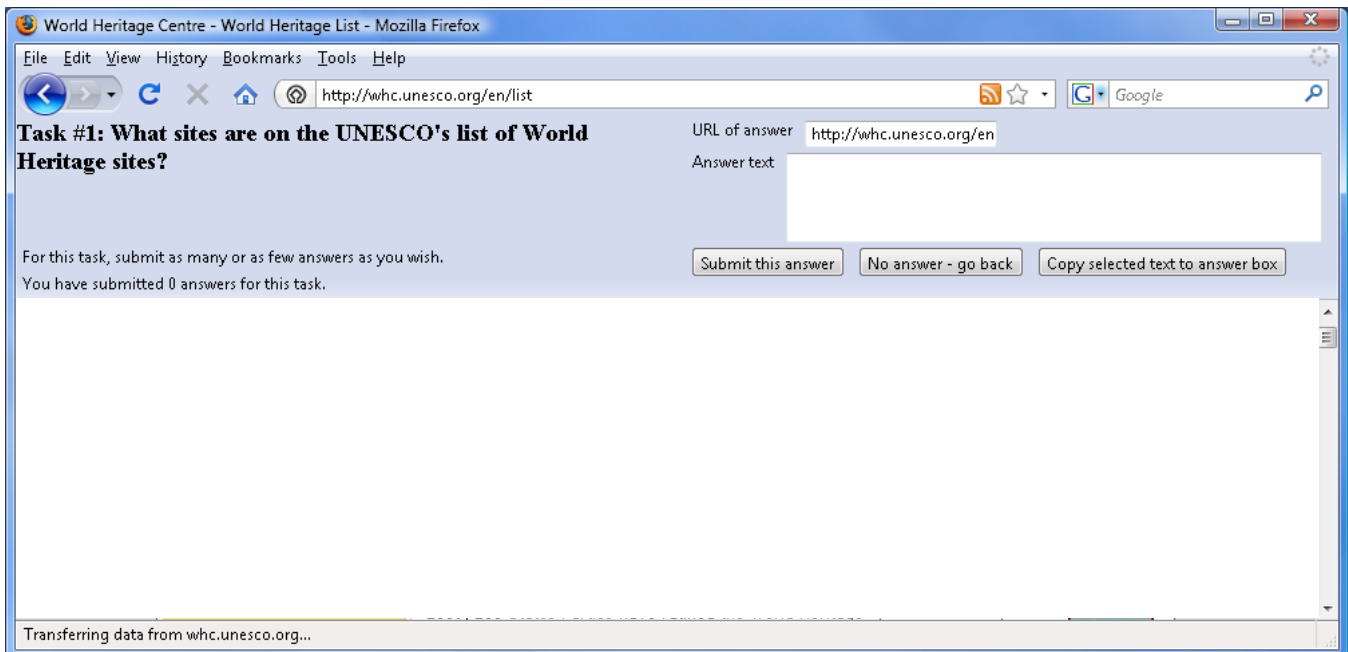 World Heritage Centre - World Heritage List - Mozilla Firefox
File Edit View History Bookmarks Tools Help
http://whc.unesco.org/en/list
G Google
Task #1: What sites are on the UNESCO's list of World
Heritage sites?
URL of answer http://whc.unesco.org/en
Answer text
For this task, submit as many or as few answers as you wish.
You have submitted 0 answers for this task.
Submit this answer No answer - go back Copy selected text to answer box
Transferring data from whc.unesco.org...